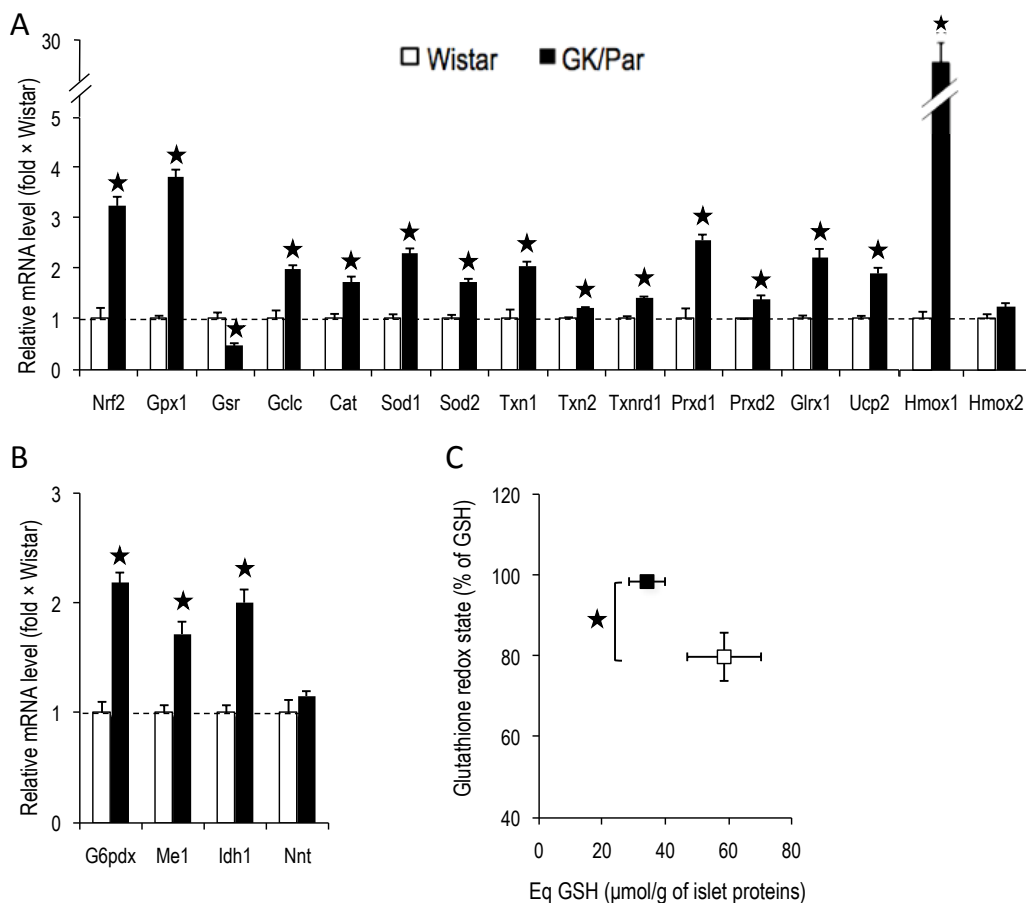 A
Relative mRNA level (fold × Wistar)
30
5
4
3
2
1
0
Wistar GK/Par
Nrf2 Gpx1 Gsr Gclc Cat Sod1 Sod2 Txn1 Txn2 Txnrd1 Prxd1 Prxd2 Glrx1 Ucp2 Hmox1 Hmox2
B
Relative mRNA level (fold × Wistar)
3
2
1
0
G6pdx Me1 Idh1 Nnt
C
Glutathione redox state (% of GSH)
120
100
80
60
40
0 20 40 60 80
Eq GSH (µmol/g of islet proteins)